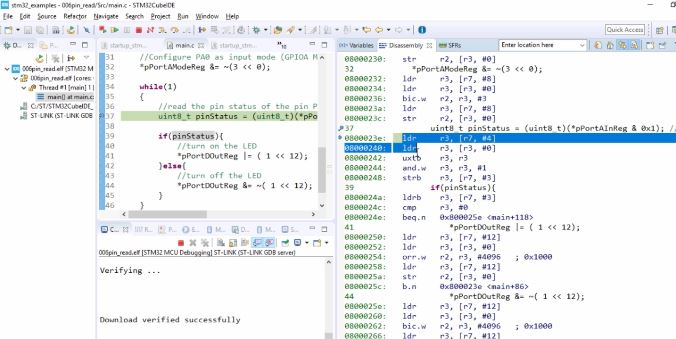 stm32_examples - 006pin_read/Src/main.c - STM32CubeIDE
File Edit Source Refactor Navigate Search Project Run Window Help
Quick Access
startup_stm...
main.c
startup_stm...
Variables
Disassembly
SFRs
Enter location here
006pin_read.elf [STM32 M
006pin_read.elf [cores:
Thread #1 [main] 1 [
main() at main.c
C:/ST/STM32CubeIDE_
ST-LINK (ST-LINK GDB
31 //Configure PA0 as input mode (GPIOA M
32 *pPortAModeReg &= ~(3 << 0);
33
34 while(1)
35 {
36 //read the pin status of the pin P
37 uint8_t pinStatus = (uint8_t)(*pPo
38
39 if(pinStatus){
40 //turn on the LED
41 *pPortDOutReg |= ( 1 << 12);
42 }else{
43 //turn off the LED
44 *pPortDOutReg &= ~( 1 << 12);
45 }
46 }
006pin_read.elf [STM32 MCU Debugging] ST-LINK (ST-LINK GDB server)
Verifying ...
Download verified successfully
08000230: str r2, [r3, #0]
32 *pPortAModeReg &= ~(3 << 0);
08000232: ldr r3, [r7, #8]
08000234: ldr r3, [r3, #0]
08000236: bic.w r2, r3, #3
0800023a: ldr r3, [r7, #8]
0800023c: str r2, [r3, #0]
37 uint8_t pinStatus = (uint8_t)(*pPortAInReg & 0x1); //
0800023e: ldr r3, [r7, #4]
08000240: ldr r3, [r3, #0]
08000242: uxtb r3, r3
08000244: and.w r3, r3, #1
08000248: strb r3, [r7, #3]
39 if(pinStatus){
0800024a: ldrb r3, [r7, #3]
0800024c: cmp r3, #0
0800024e: beq.n 0x800025e <main+118>
41 *pPortDOutReg |= ( 1 << 12);
08000250: ldr r3, [r7, #12]
08000252: ldr r3, [r3, #0]
08000254: orr.w r2, r3, #4096 ; 0x1000
08000258: ldr r3, [r7, #12]
0800025a: str r2, [r3, #0]
0800025c: b.n 0x800023e <main+86>
44 *pPortDOutReg &= ~( 1 << 12);
0800025e: ldr r3, [r7, #12]
08000260: ldr r3, [r3, #0]
08000262: bic.w r2, r3, #4096 ; 0x1000
08000266: ldr r3, [r7, #12]